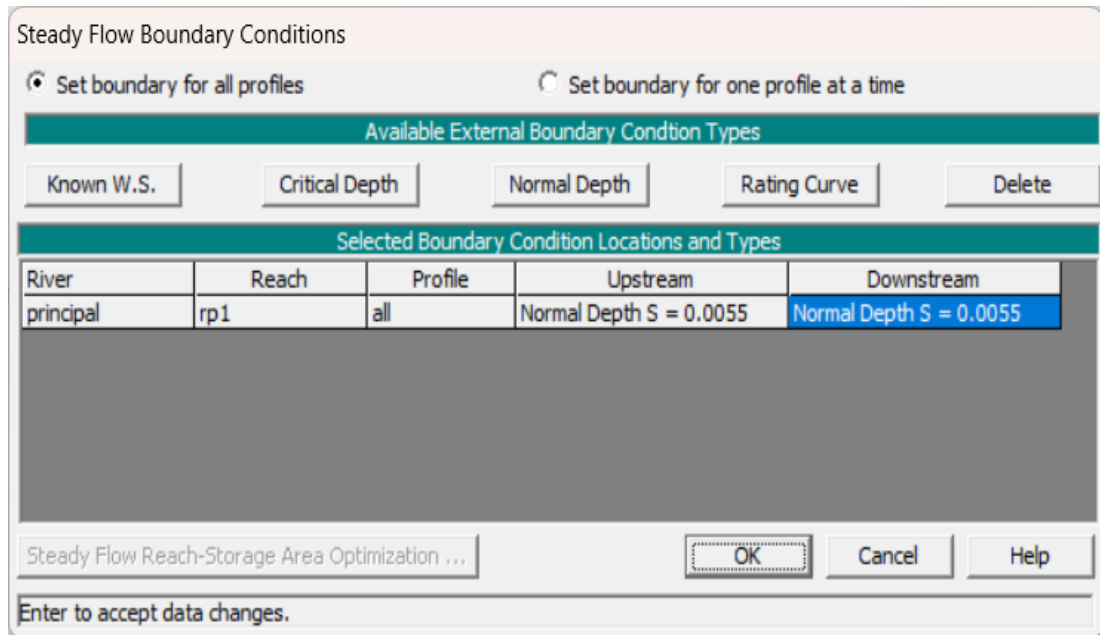 Steady Flow Boundary Conditions
Set boundary for all profiles Set boundary for one profile at a time
Available External Boundary Condtion Types
Known W.S. Critical Depth Normal Depth Rating Curve Delete
Selected Boundary Condition Locations and Types
River Reach Profile Upstream Downstream
principal rp1 all Normal Depth S = 0.0055 Normal Depth S = 0.0055
Steady Flow Reach-Storage Area Optimization ... OK Cancel Help
Enter to accept data changes.